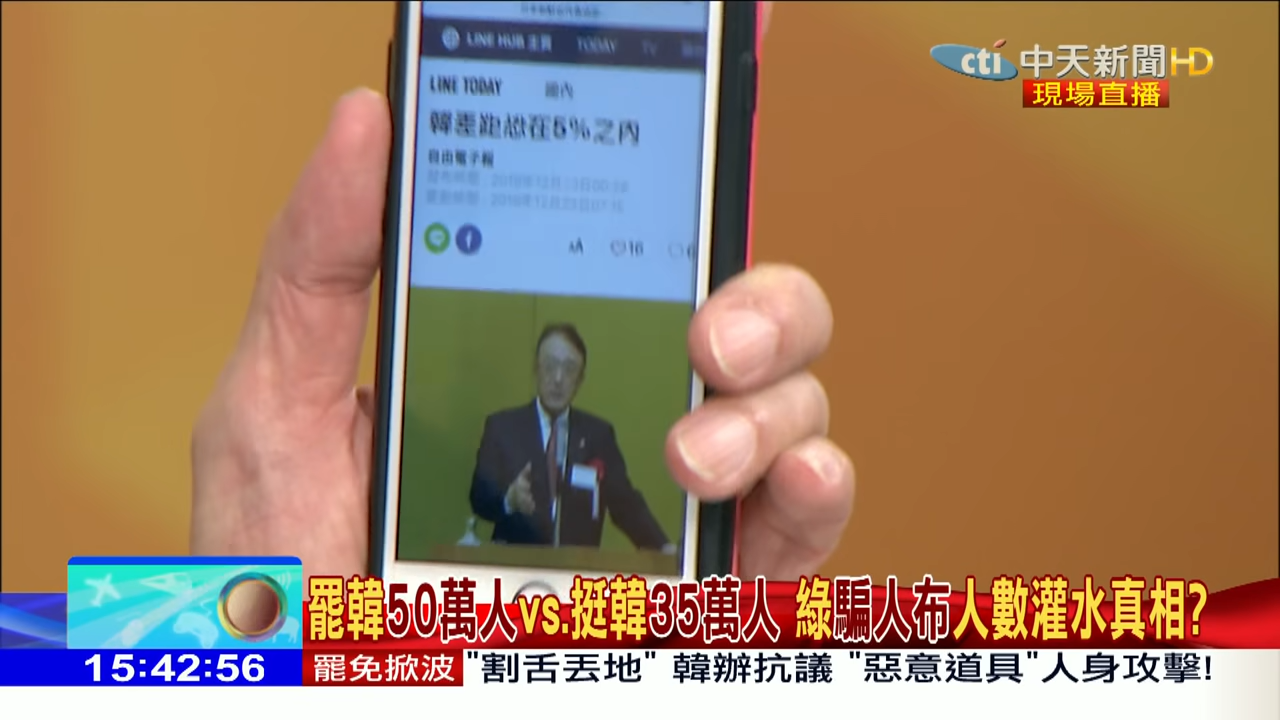 LINE HUB 主頁 TODAY TV
LINE TODAY 國內
韓差距恐在5%之內
自由電子報
AA 16
cti 中天新聞HD
現場直播
罷韓50萬人vs.挺韓35萬人 綠騙人布人數灌水真相?
15:42:56 罷免掀波 "割舌丟地" 韓辦抗議 "惡意道具"人身攻擊!